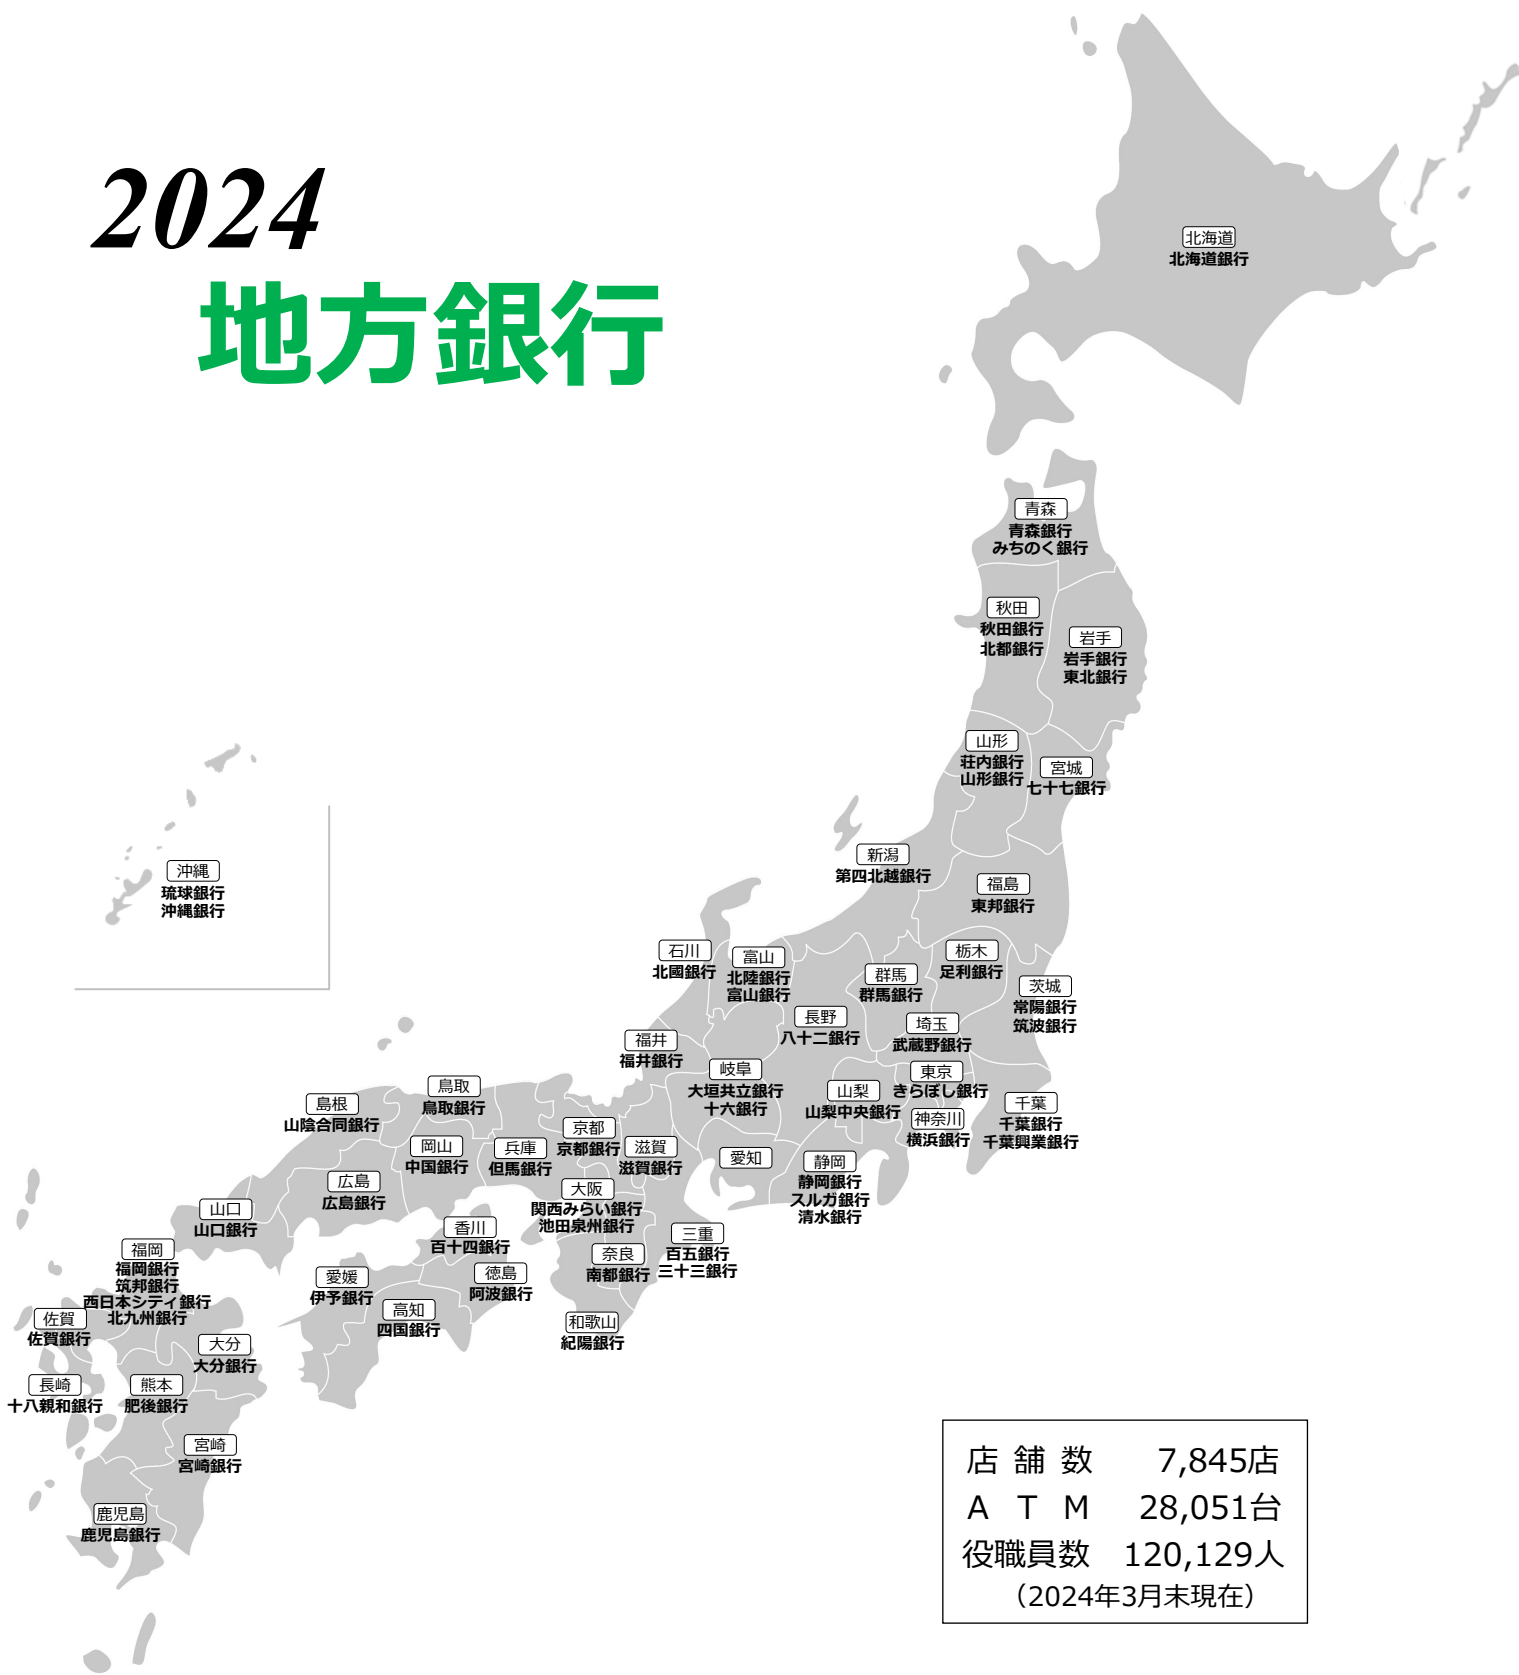 2024
地方銀行
北海道
北海道銀行
青森
青森銀行
みちのく銀行
秋田
秋田銀行
北都銀行
岩手
岩手銀行
東北銀行
山形
荘内銀行
山形銀行
宮城
七十七銀行
新潟
第四北越銀行
福島
東邦銀行
沖縄
琉球銀行
沖縄銀行
石川
北國銀行
富山
北陸銀行
富山銀行
群馬
群馬銀行
栃木
足利銀行
茨城
常陽銀行
筑波銀行
長野
八十二銀行
埼玉
武蔵野銀行
福井
福井銀行
岐阜
大垣共立銀行
十六銀行
山梨
山梨中央銀行
東京
きらぼし銀行
神奈川
横浜銀行
千葉
千葉銀行
千葉興業銀行
愛知
静岡
静岡銀行
スルガ銀行
清水銀行
鳥取
鳥取銀行
島根
山陰合同銀行
岡山
中国銀行
兵庫
但馬銀行
京都
京都銀行
滋賀
滋賀銀行
広島
広島銀行
山口
山口銀行
大阪
関西みらい銀行
池田泉州銀行
三重
百五銀行
三十三銀行
奈良
南都銀行
和歌山
紀陽銀行
香川
百十四銀行
徳島
阿波銀行
愛媛
伊予銀行
高知
四国銀行
福岡
福岡銀行
筑邦銀行
西日本シティ銀行
北九州銀行
佐賀
佐賀銀行
大分
大分銀行
長崎
十八親和銀行
熊本
肥後銀行
宮崎
宮崎銀行
鹿児島
鹿児島銀行
店舗数 7,845店
ATM 28,051台
役職員数 120,129人
（2024年3月末現在）